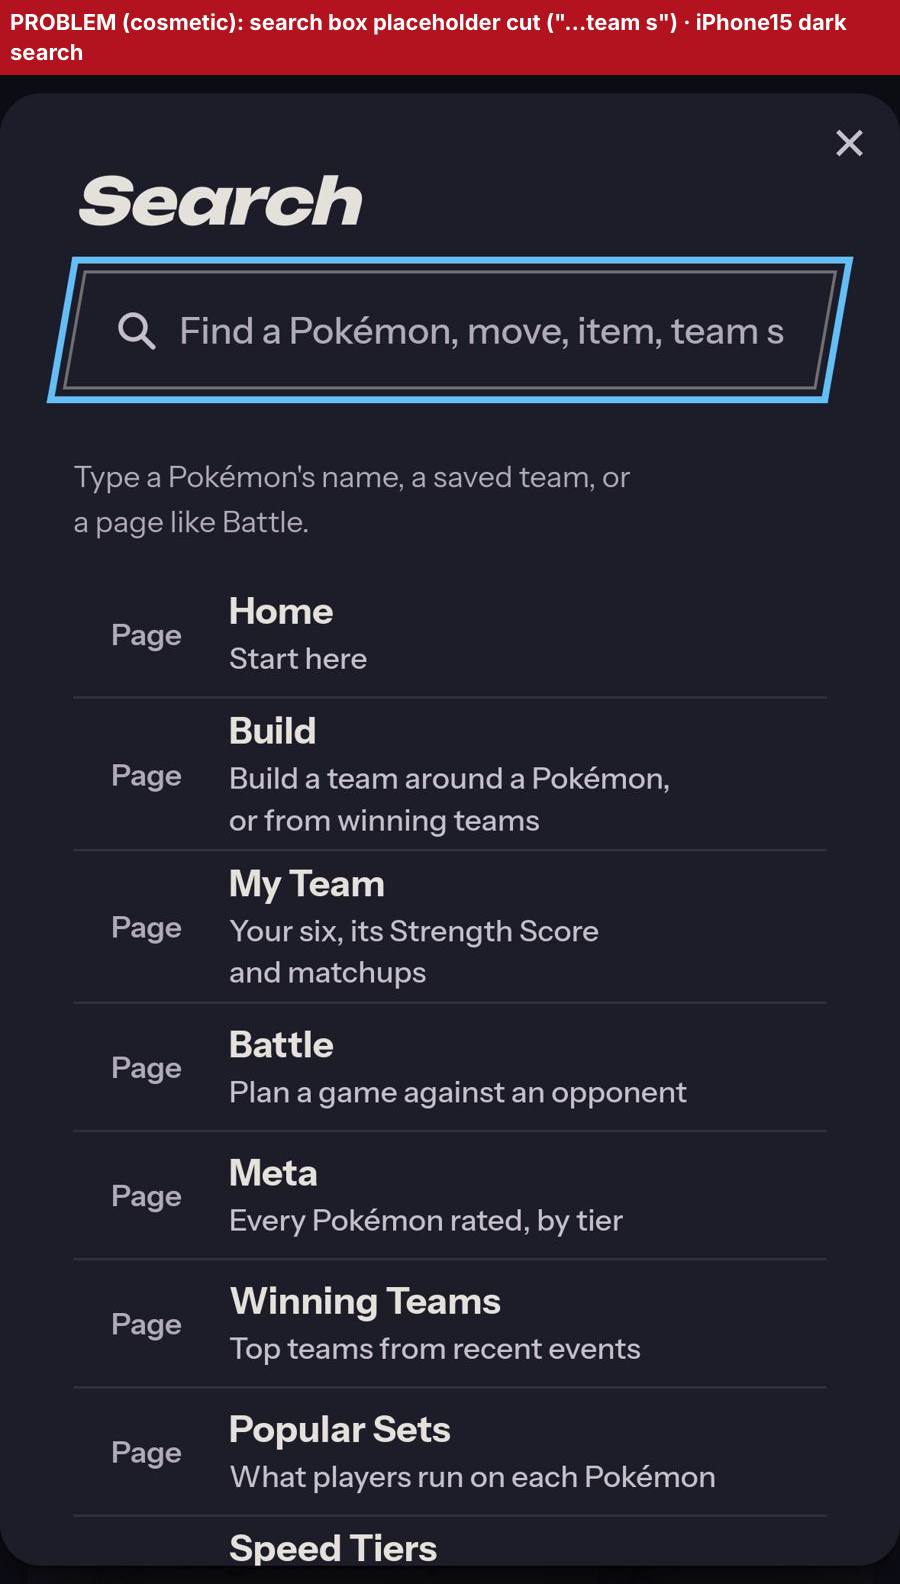 PROBLEM (cosmetic): search box placeholder cut ("...team s") · iPhone15 dark
search
Search
Find a Pokémon, move, item, team s
Type a Pokémon's name, a saved team, or
a page like Battle.
Home
Page
Start here
Build
Page
Build a team around a Pokémon,
or from winning teams
My Team
Page
Your six, its Strength Score
and matchups
Battle
Page
Plan a game against an opponent
Meta
Page
Every Pokémon rated, by tier
Winning Teams
Page
Top teams from recent events
Popular Sets
Page
What players run on each Pokémon
Speed Tiers